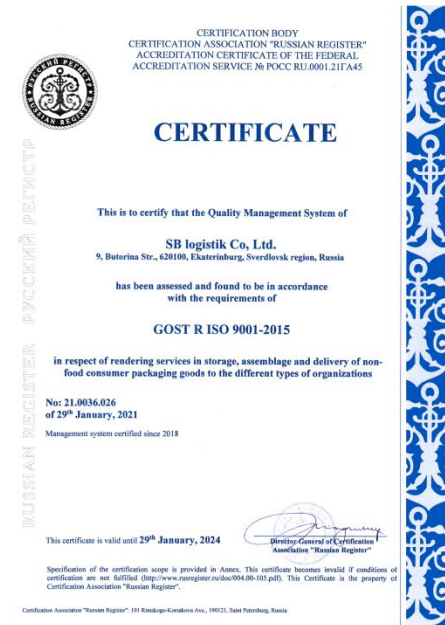 CERTIFICATION BODY
CERTIFICATION ASSOCIATION "RUSSIAN REGISTER"
ACCREDITATION CERTIFICATE OF THE FEDERAL
ACCREDITATION SERVICE № РОСС RU.0001.21ГА45
РУССКИЙ РЕГИСТР
RUSSIAN REGISTER
CERTIFICATE
RUSSIAN REGISTER РУССКИЙ РЕГИСТР
This is to certify that the Quality Management System of
SB logistik Co, Ltd.
9, Butorina Str., 620100, Ekaterinburg, Sverdlovsk region, Russia
has been assessed and found to be in accordance
with the requirements of
GOST R ISO 9001-2015
in respect of rendering services in storage, assemblage and delivery of non-
food consumer packaging goods to the different types of organizations
No: 21.0036.026
of 29th January, 2021
Management system certified since 2018
This certificate is valid until 29th January, 2024
Director General of Certification
Association "Russian Register"
Specification of the certification scope is provided in Annex. This certificate becomes invalid if conditions of
certification are not fulfilled (http://www.rusregister.ru/doc/004.00-105.pdf). This Certificate is the property of
Certification Association "Russian Register".
Certification Association "Russian Register": 101 Rimskogo-Korsakova Ave., 190121, Saint Petersburg, Russia